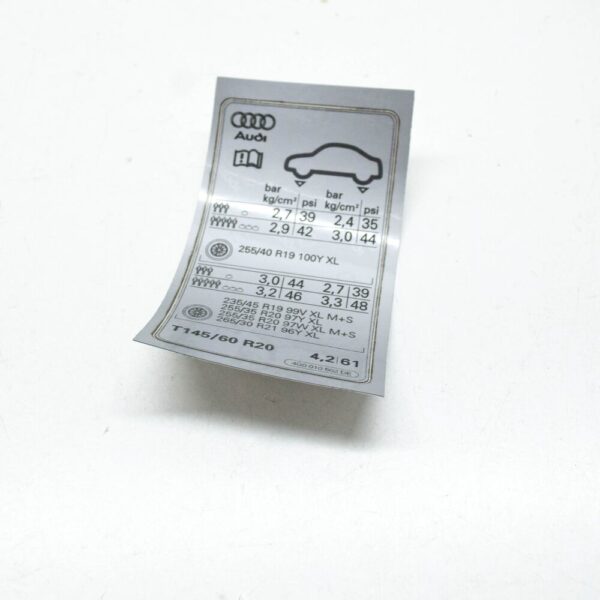 Audi
bar psi bar psi
kg/cm² kg/cm²
2,7 39 2,4 35
2,9 42 3,0 44
255/40 R19 100Y XL
3,0 44 2,7 39
3,2 46 3,3 48
235/45 R19 99V XL M+S
255/35 R20 97Y XL
255/35 R20 97W XL M+S
265/30 R21 96Y XL
T145/60 R20 4,2 61